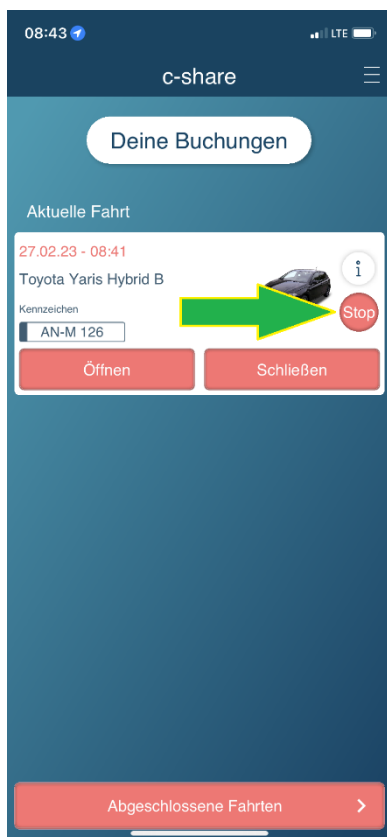 08:43
LTE
c-share
Deine Buchungen
Aktuelle Fahrt
27.02.23 - 08:41
Toyota Yaris Hybrid B
i
Kennzeichen
Stop
AN-M 126
Öffnen
Schließen
Abgeschlossene Fahrten